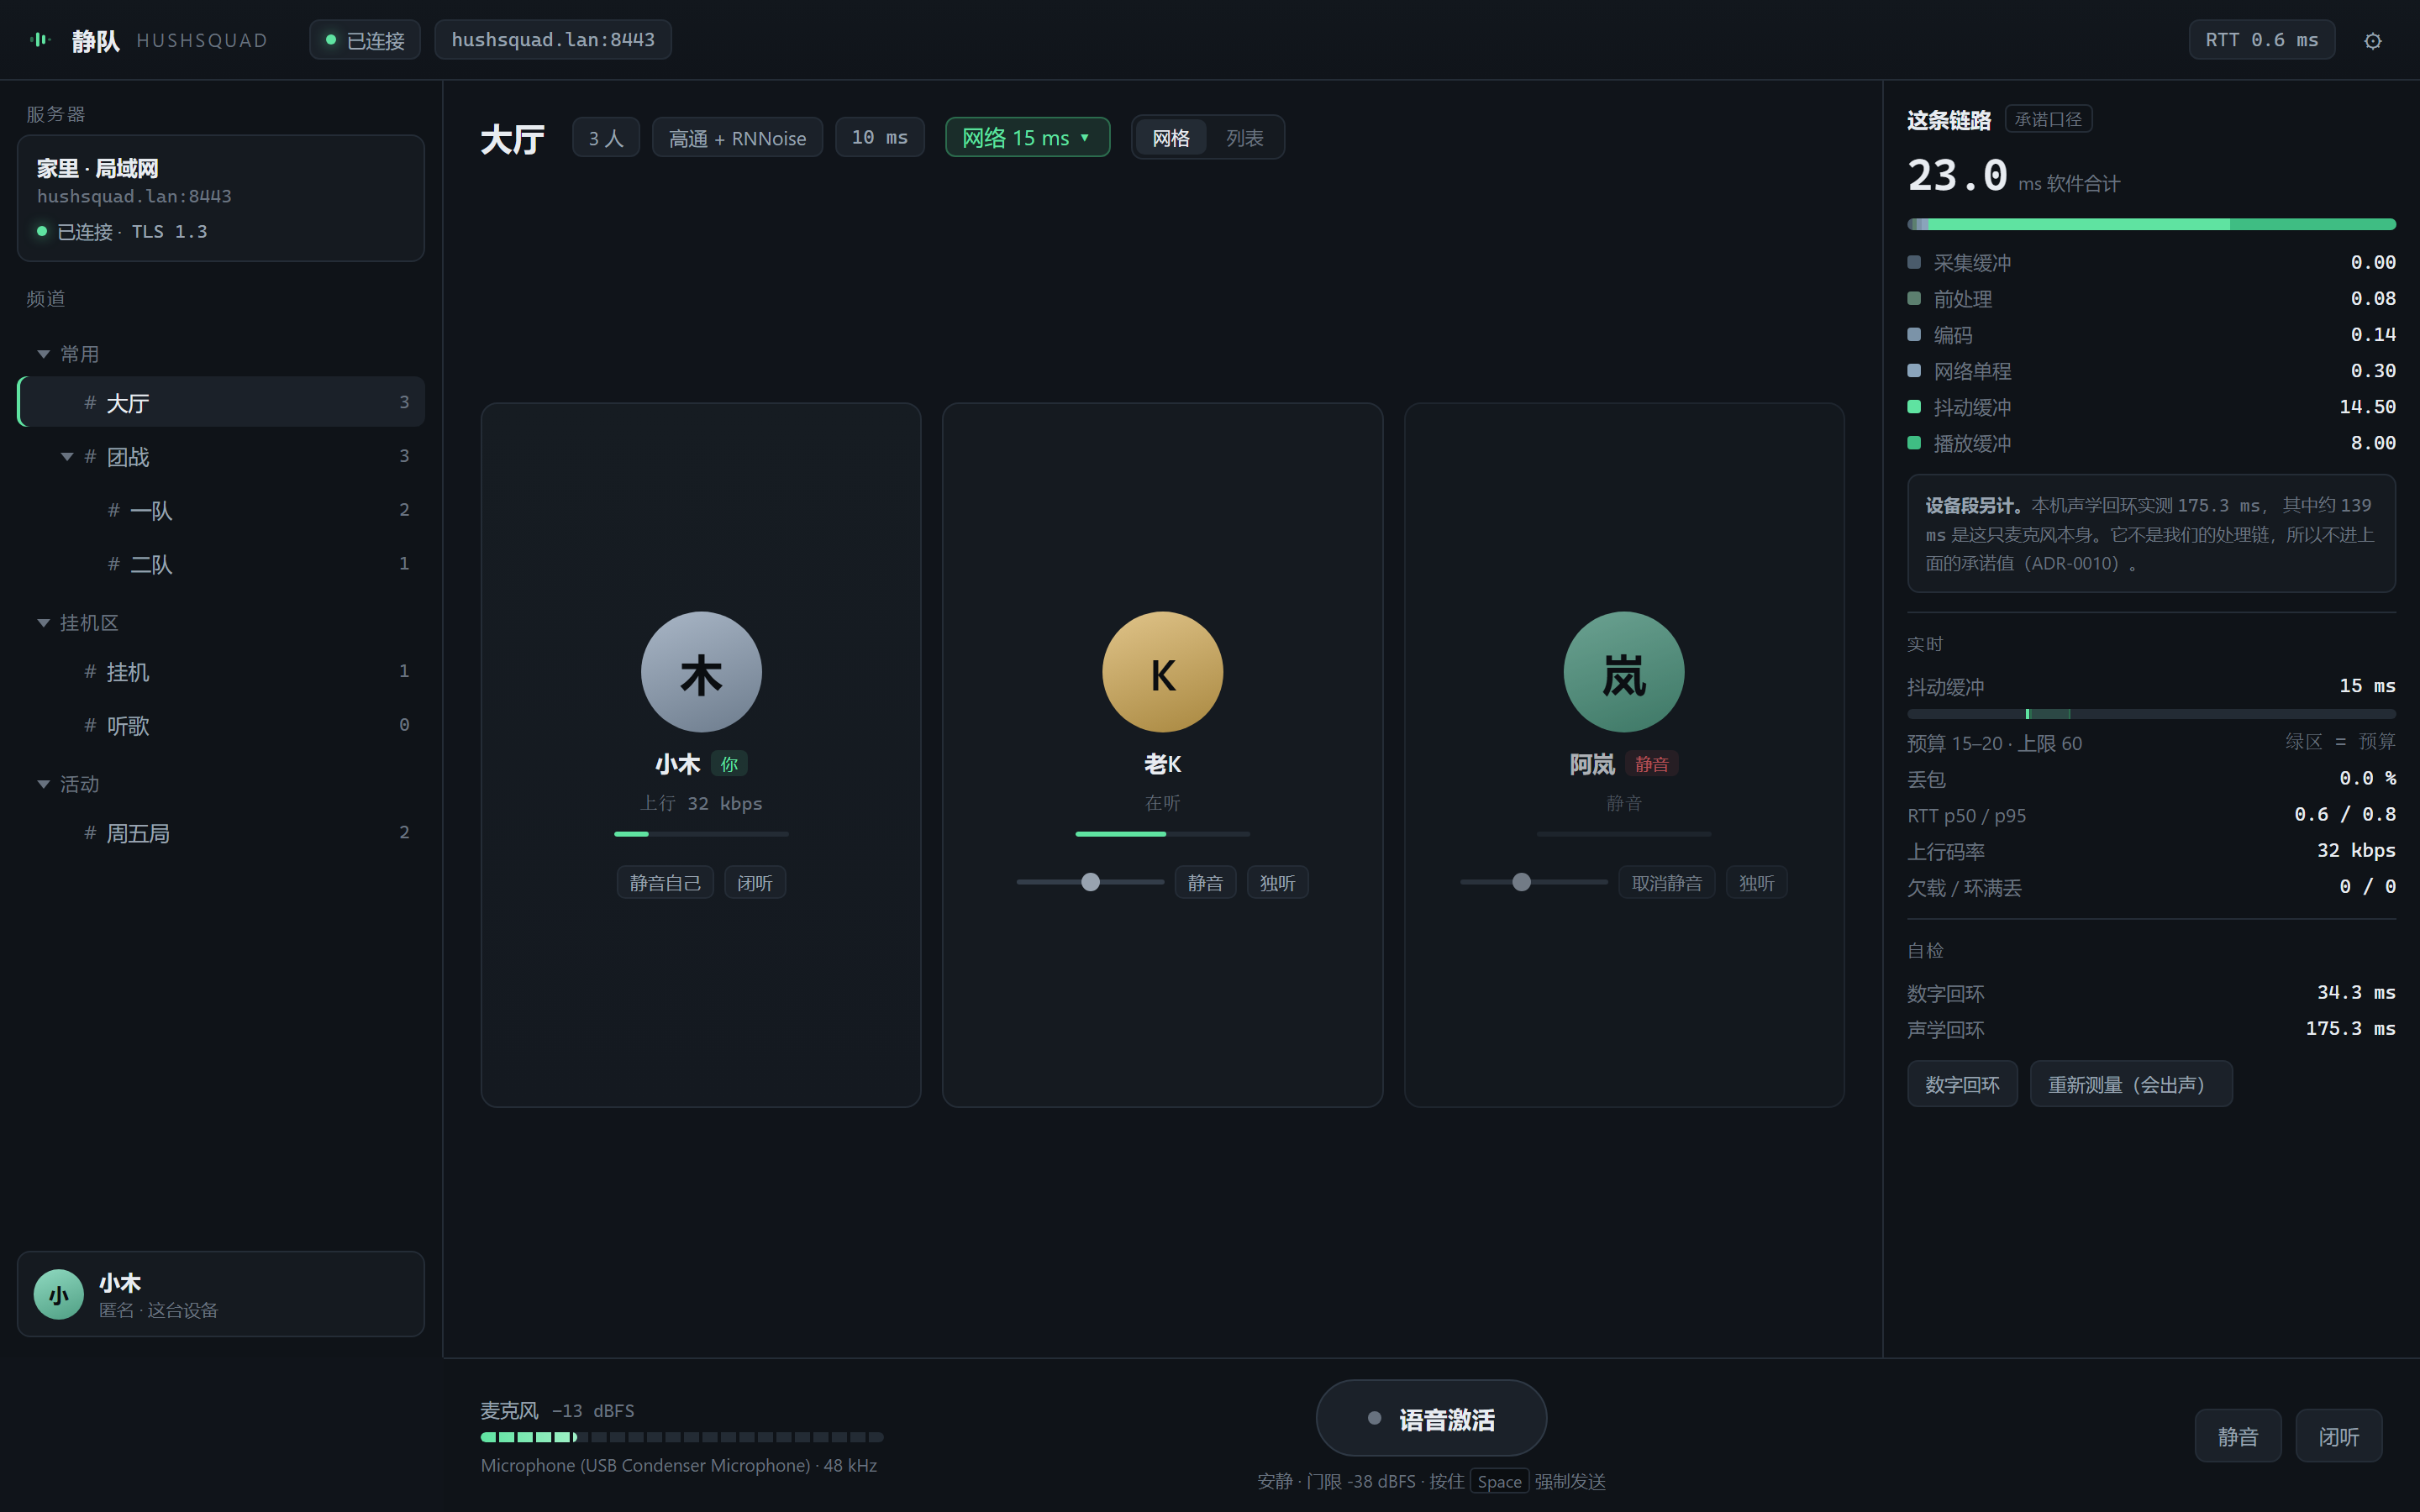 静队 HUSHSQUAD 已连接 hushsquad.lan:8443 RTT 0.6 ms
服务器
家里 · 局域网
hushsquad.lan:8443
已连接 · TLS 1.3
频道
常用
# 大厅 3
# 团战 3
# 一队 2
# 二队 1
挂机区
# 挂机 1
# 听歌 0
活动
# 周五局 2
小 小木
匿名 · 这台设备
大厅 3 人 高通 + RNNoise 10 ms 网络 15 ms 网格 列表
木
小木 你
上行 32 kbps
静音自己 闭听
K
老K
在听
静音 独听
岚
阿岚 静音
静音
取消静音 独听
这条链路 承诺口径
23.0 ms 软件合计
采集缓冲 0.00
前处理 0.08
编码 0.14
网络单程 0.30
抖动缓冲 14.50
播放缓冲 8.00
设备段另计。本机声学回环实测 175.3 ms, 其中约 139
ms 是这只麦克风本身。它不是我们的处理链，所以不进上
面的承诺值（ADR-0010）。
实时
抖动缓冲 15 ms
预算 15–20 · 上限 60 绿区 = 预算
丢包 0.0 %
RTT p50 / p95 0.6 / 0.8
上行码率 32 kbps
欠载 / 环满丢 0 / 0
自检
数字回环 34.3 ms
声学回环 175.3 ms
数字回环 重新测量（会出声）
麦克风 −13 dBFS
Microphone (USB Condenser Microphone) · 48 kHz
语音激活
安静 · 门限 -38 dBFS · 按住 Space 强制发送
静音 闭听